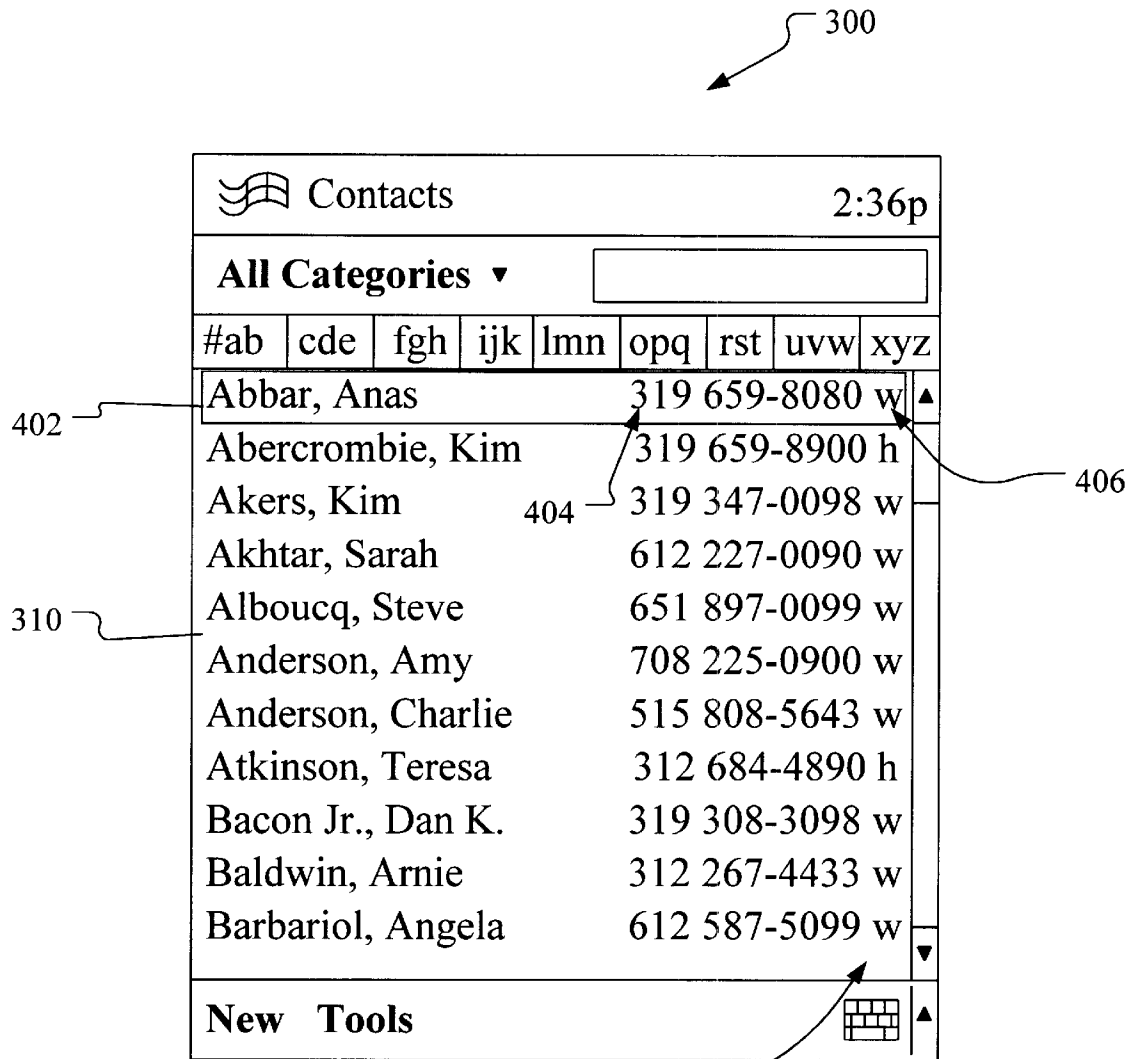 300
Contacts 2:36p
All Categories ▼
#ab cde fgh ijk lmn opq rst uvw xyz
402 Abbar, Anas 319 659-8080 w
Abercrombie, Kim 319 659-8900 h
406
Akers, Kim 404 319 347-0098 w
Akhtar, Sarah 612 227-0090 w
310 Alboucq, Steve 651 897-0099 w
Anderson, Amy 708 225-0900 w
Anderson, Charlie 515 808-5643 w
Atkinson, Teresa 312 684-4890 h
Bacon Jr., Dan K. 319 308-3098 w
Baldwin, Arnie 312 267-4433 w
Barbariol, Angela 612 587-5099 w
New Tools